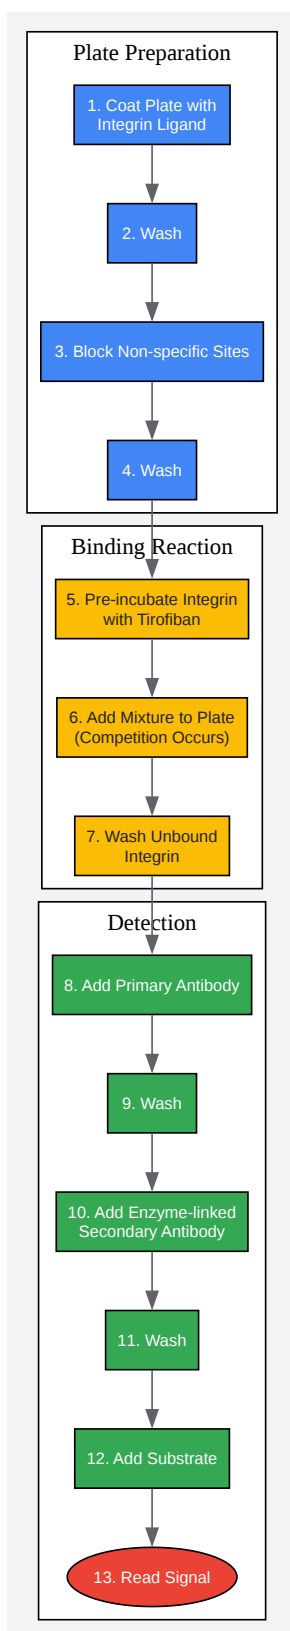 Plate Preparation
1. Coat Plate with
Integrin Ligand
2. Wash
3. Block Non-specific Sites
4. Wash
Binding Reaction
5. Pre-incubate Integrin
with Tirofiban
6. Add Mixture to Plate
(Competition Occurs)
7. Wash Unbound
Integrin
Detection
8. Add Primary Antibody
9. Wash
10. Add Enzyme-linked
Secondary Antibody
11. Wash
12. Add Substrate
13. Read Signal